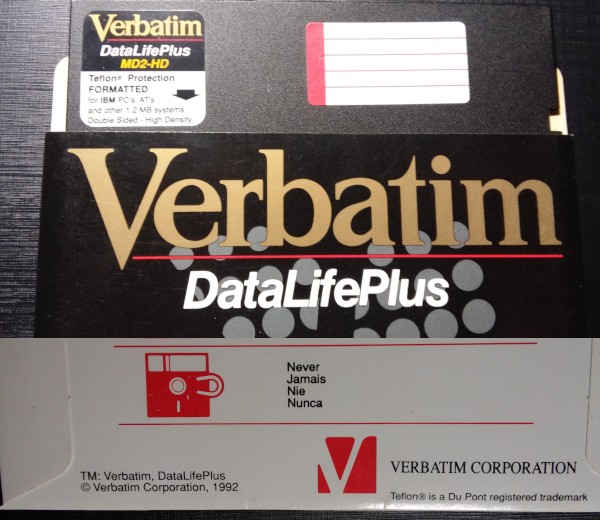 Verbatim
DataLifePlus
MD2-HD
Teflon® Protection
FORMATTED
for IBM PC's, AT's
and other 1.2 MB systems
Double Sided - High Density
Verbatim
DataLifePlus
Never
Jamais
Nie
Nunca
TM: Verbatim, DataLifePlus
© Verbatim Corporation, 1992
VERBATIM CORPORATION
Teflon® is a Du Pont registered trademark